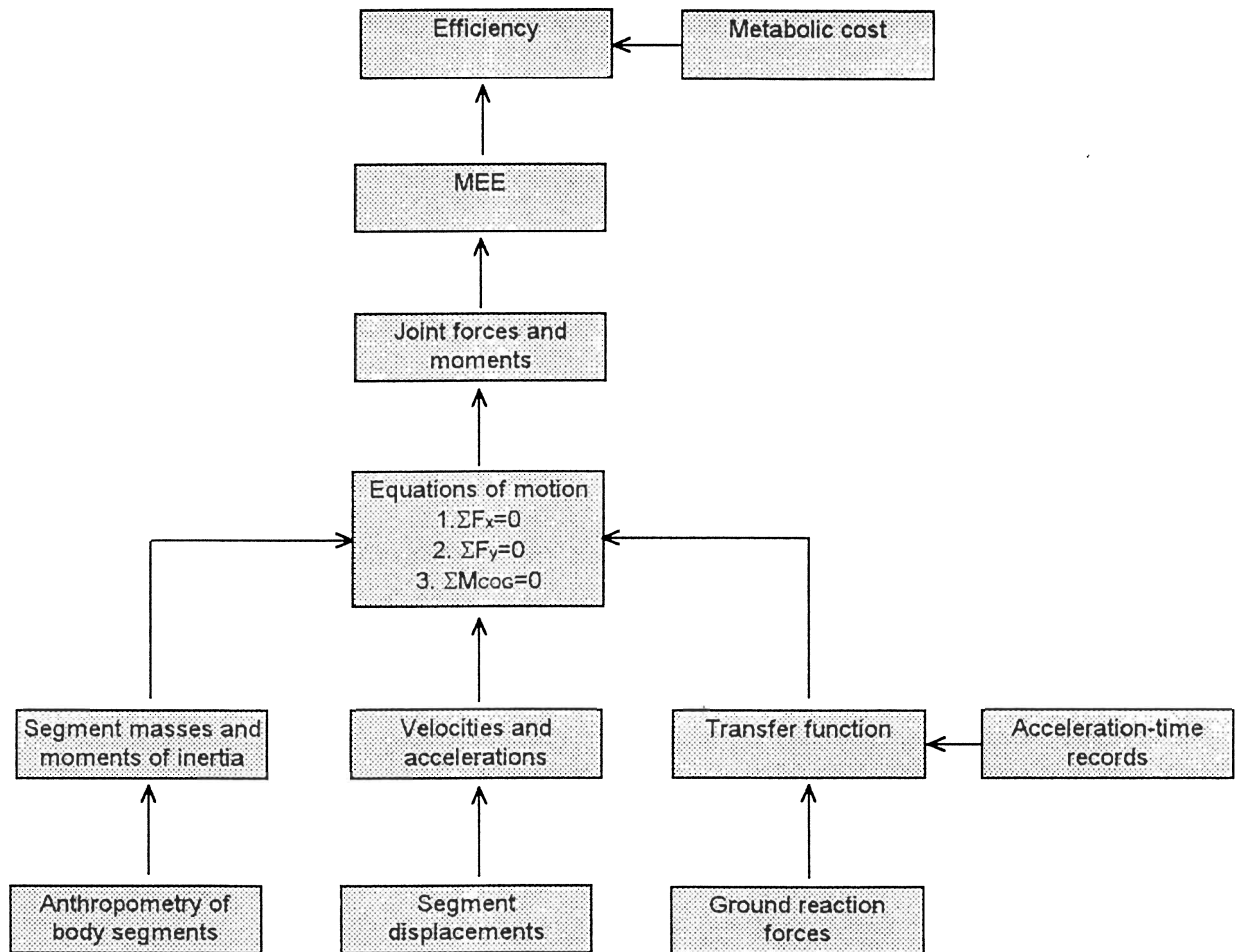 Efficiency
Metabolic cost
MEE
Joint forces and
moments
Equations of motion
1.ΣFx=0
2. ΣFy=0
3. ΣMCOG=0
Segment masses and
moments of inertia
Velocities and
accelerations
Transfer function
Acceleration-time
records
Anthropometry of
body segments
Segment
displacements
Ground reaction
forces